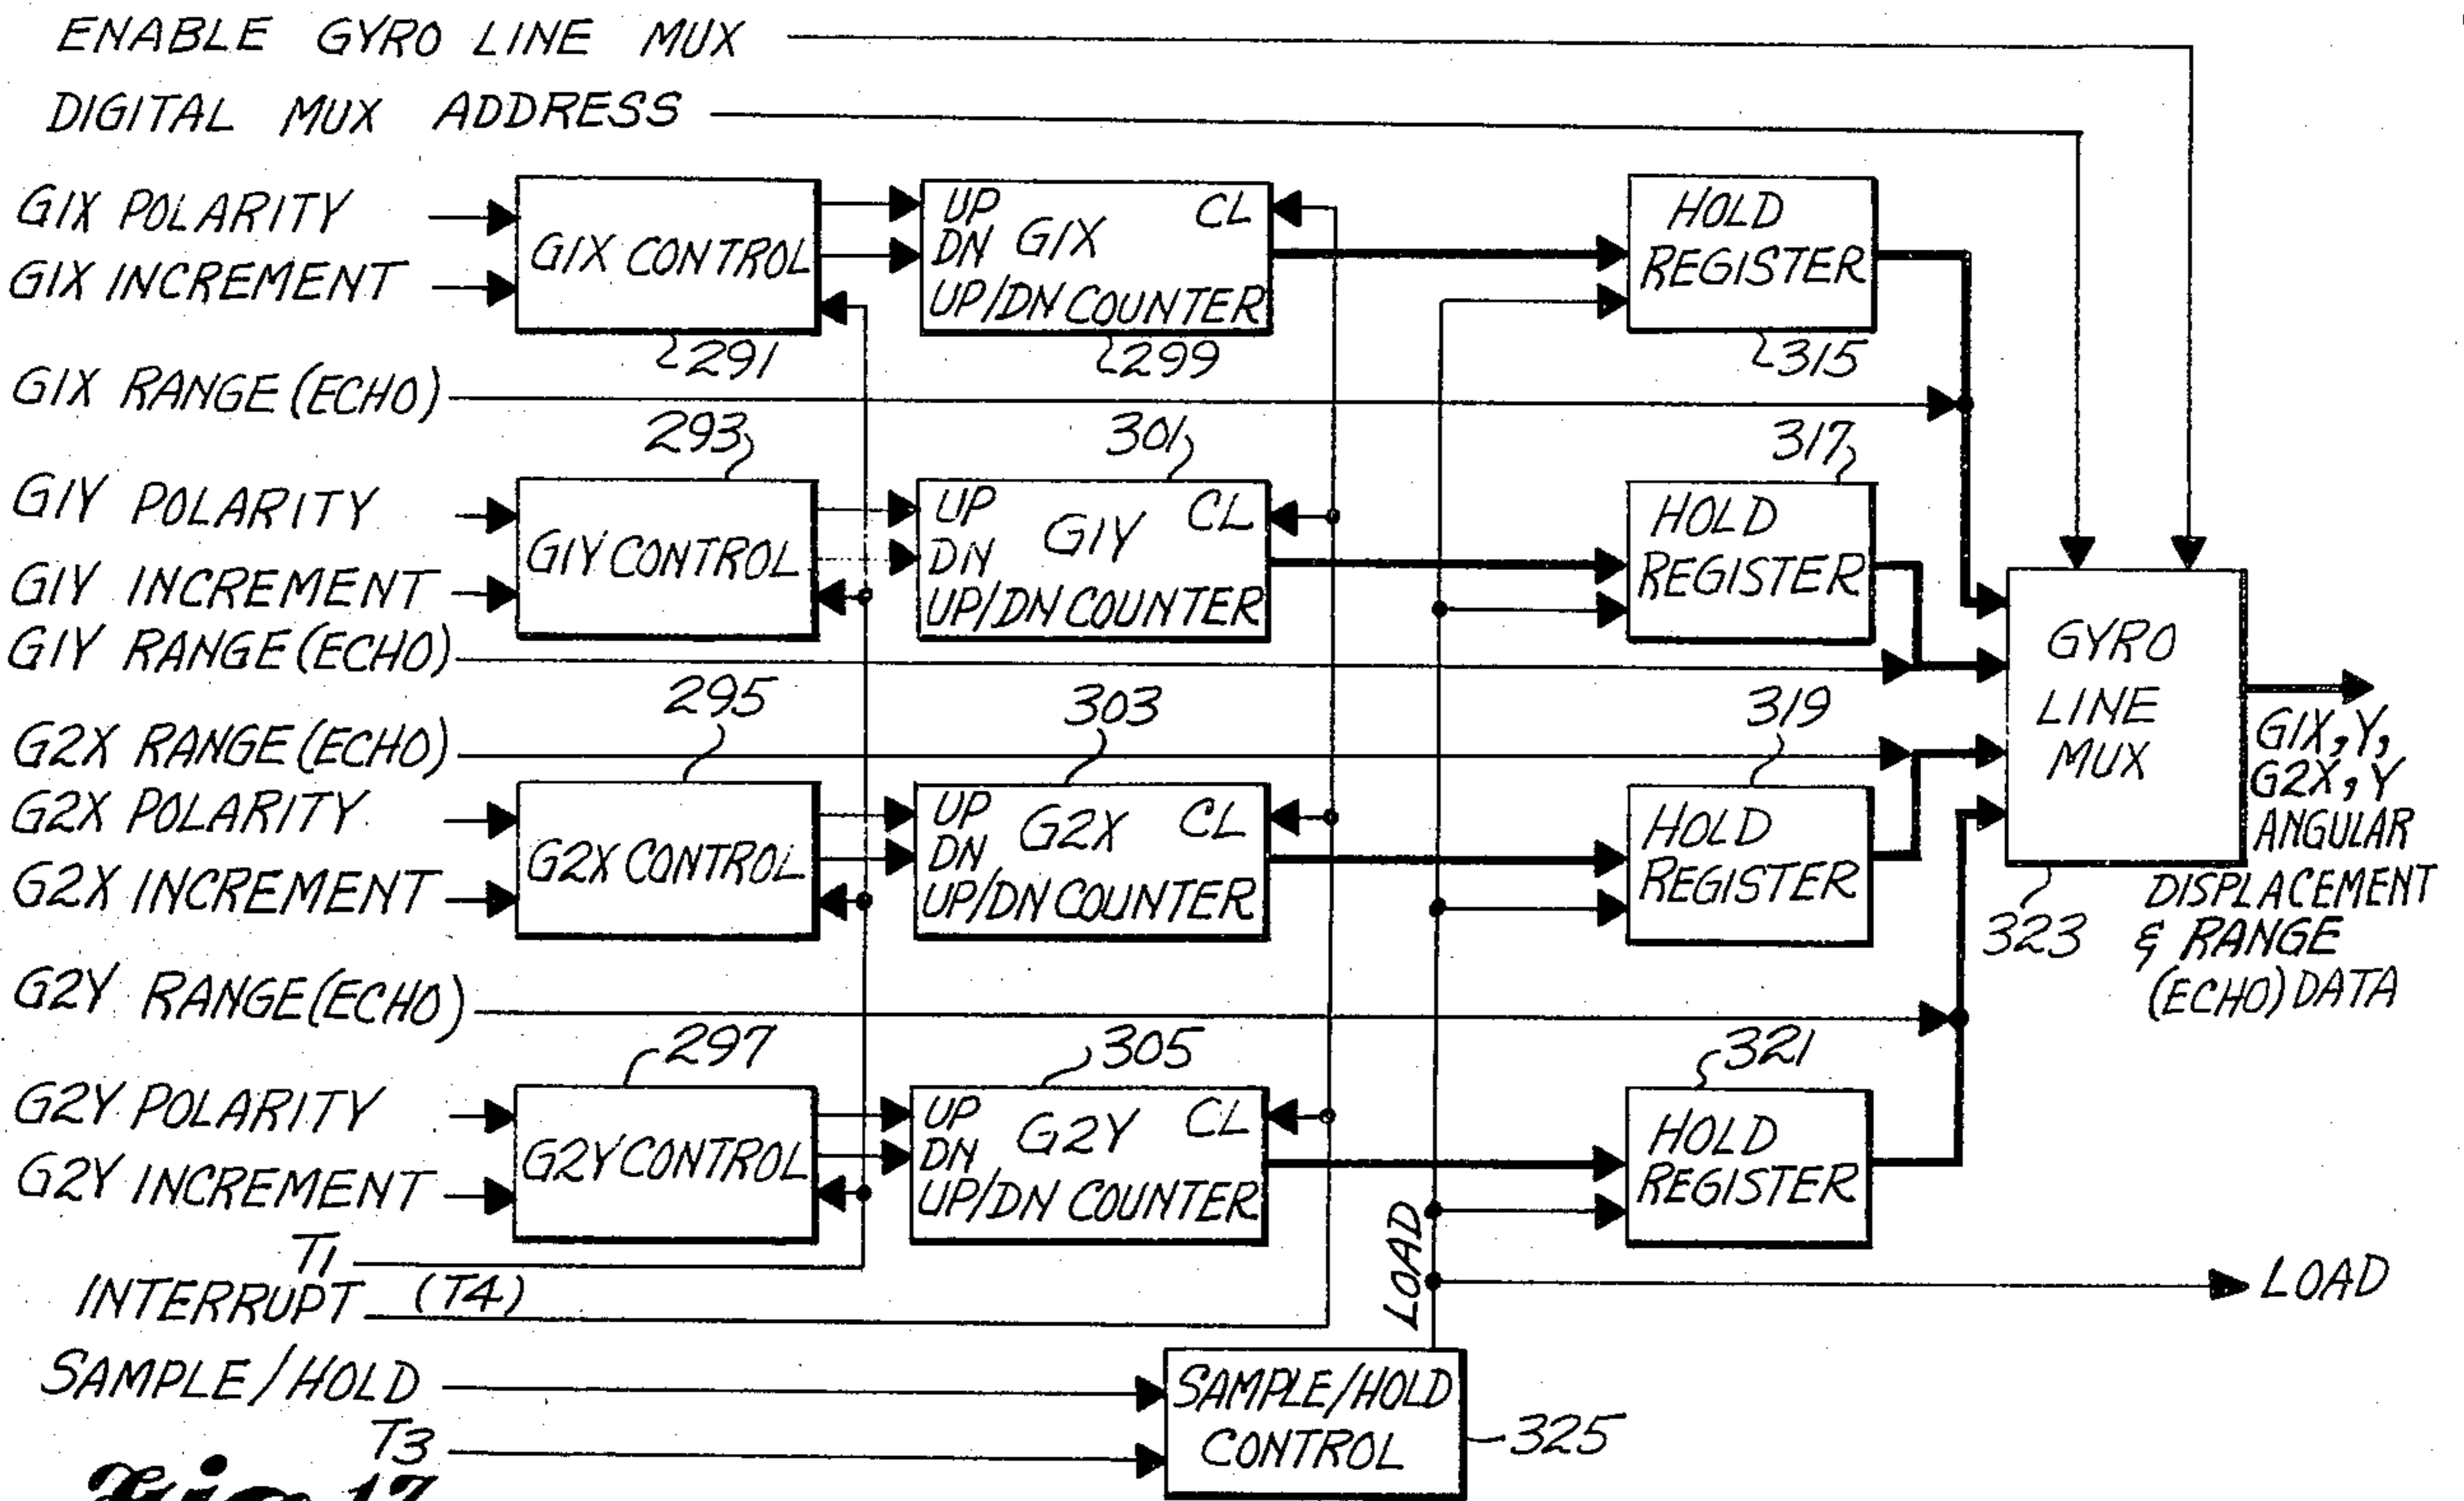 ENABLE GYRO LINE MUX
DIGITAL MUX ADDRESS
G1X POLARITY
G1X INCREMENT
G1X CONTROL
291
UP
DN G1X
CL
UP/DN COUNTER
299
HOLD
REGISTER
315
G1X RANGE (ECHO)
293
301
317
G1Y POLARITY
G1Y INCREMENT
G1Y CONTROL
UP
DN G1Y
CL
UP/DN COUNTER
HOLD
REGISTER
G1Y RANGE (ECHO)
295
303
319
G2X RANGE (ECHO)
G2X POLARITY
G2X INCREMENT
G2X CONTROL
UP
DN G2X
CL
UP/DN COUNTER
HOLD
REGISTER
GYRO
LINE
MUX
323
G1X,Y,
G2X,Y
ANGULAR
DISPLACEMENT
& RANGE
(ECHO) DATA
G2Y RANGE (ECHO)
297
305
321
G2Y POLARITY
G2Y INCREMENT
G2Y CONTROL
UP
DN G2Y
CL
UP/DN COUNTER
HOLD
REGISTER
T1
INTERRUPT (T4)
LOAD
LOAD
SAMPLE/HOLD
T3
SAMPLE/HOLD
CONTROL
325
Fig. 17